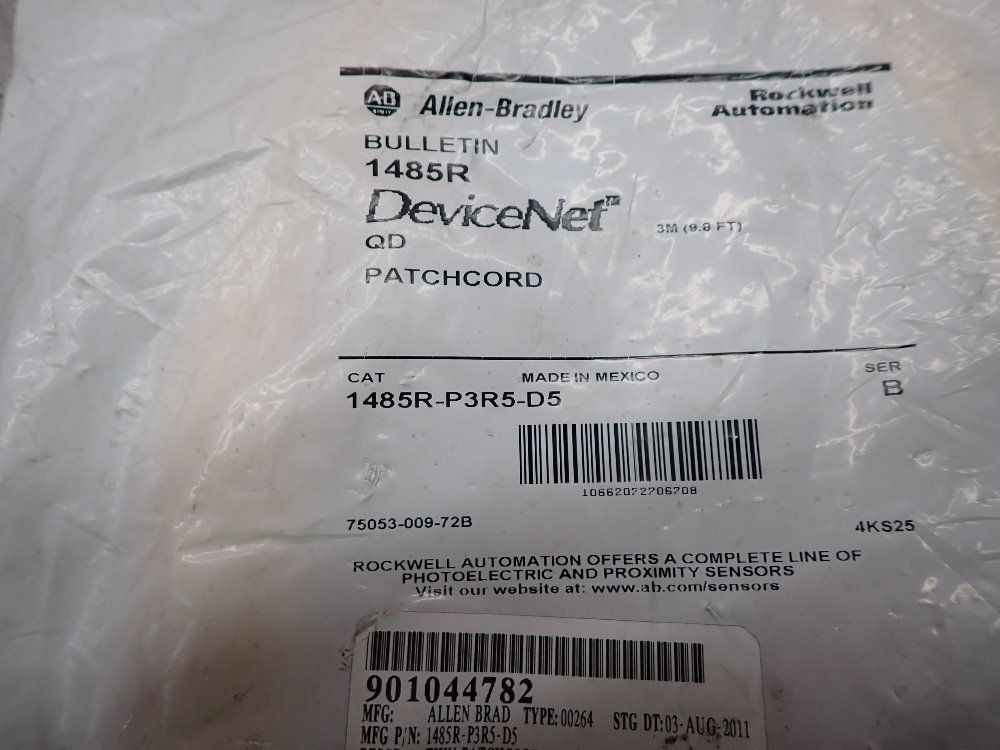 AB
Allen-Bradley
Rockwell
Automation
BULLETIN
1485R
DeviceNet™
3M (9.8 FT)
QD
PATCHCORD
CAT
MADE IN MEXICO
SER
1485R-P3R5-D5
B
10662072706708
75053-009-72B
4KS25
ROCKWELL AUTOMATION OFFERS A COMPLETE LINE OF
PHOTOELECTRIC AND PROXIMITY SENSORS
Visit our website at: www.ab.com/sensors
901044782
MFG: ALLEN BRAD TYPE: 00264 STG DT:03-AUG-2011
MFG P/N: 1485R-P3R5-D5